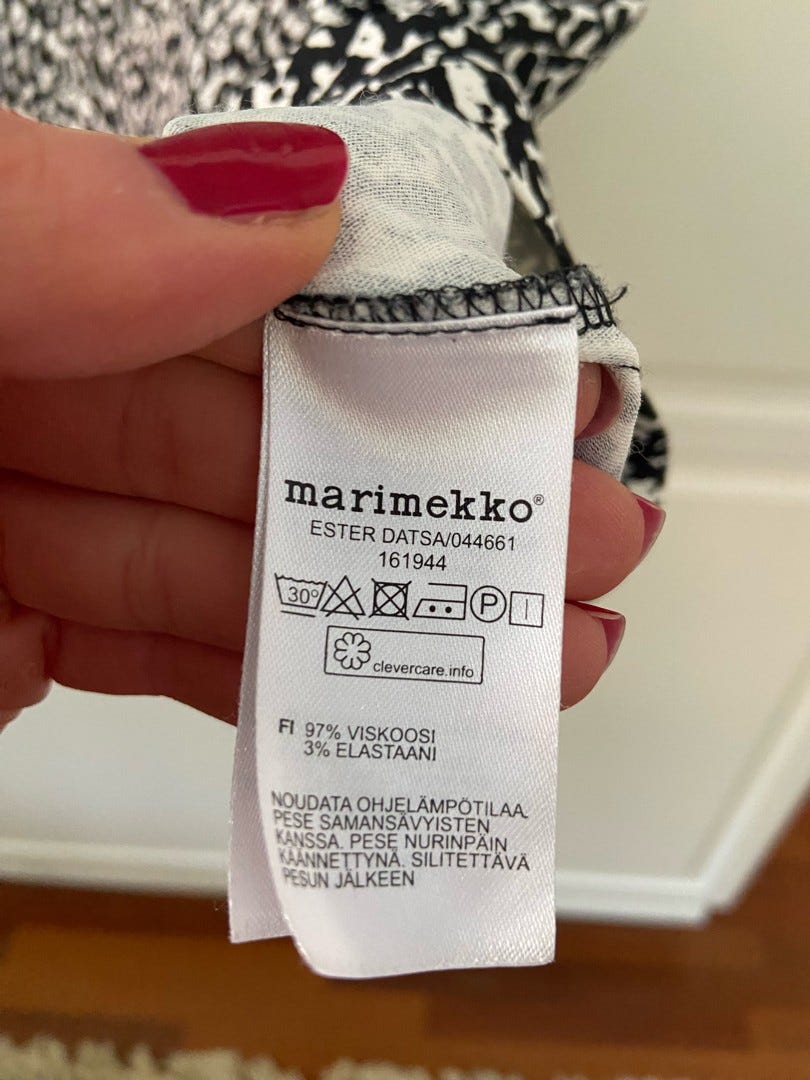 marimekko®
ESTER DATSA/044661
161944
30°
P
clevercare.info
FI 97% VISKOOSI
3% ELASTAANI
NOUDATA OHJELÄMPÖTILAA.
PESE SAMANSÄVYISTEN
KANSSA. PESE NURINPÄIN
KÄÄNNETTYNÄ. SILITETTÄVÄ
PESUN JÄLKEEN